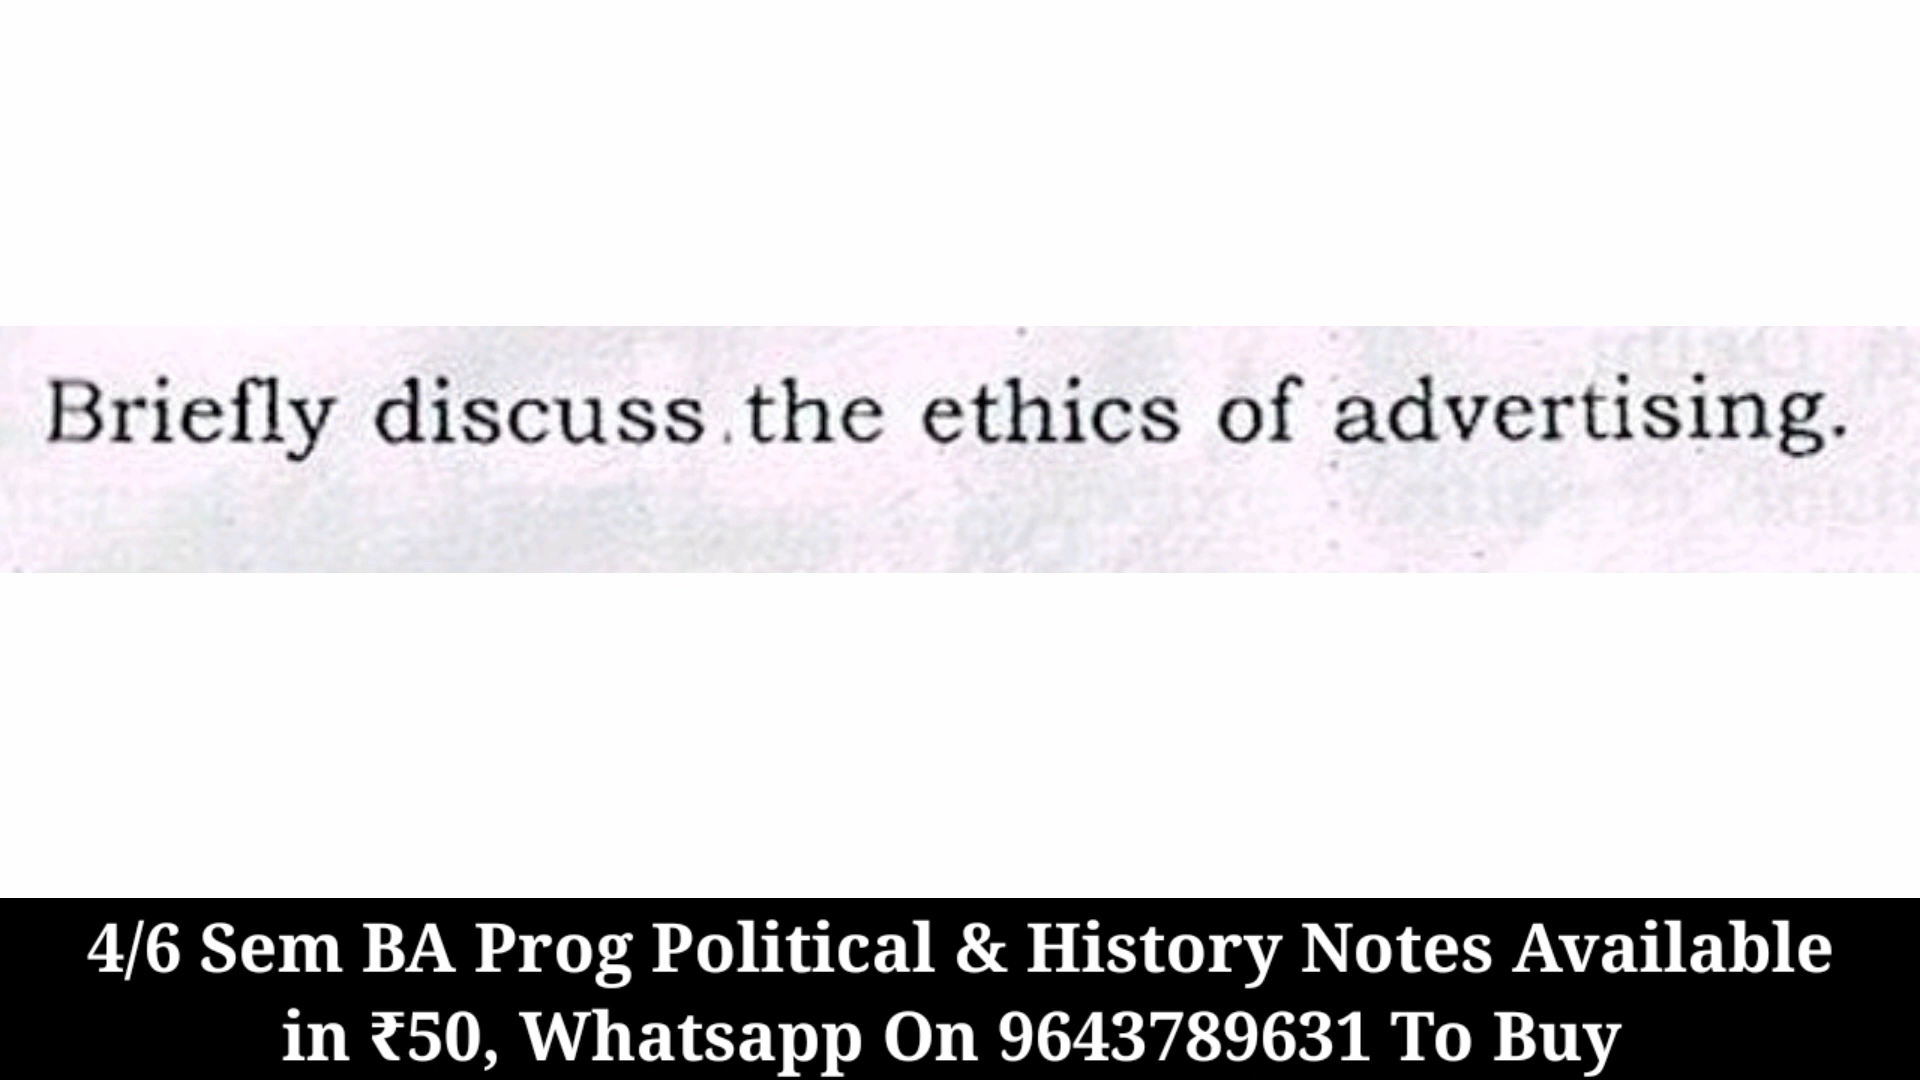 Briefly discuss the ethics of advertising.
4/6 Sem BA Prog Political & History Notes Available
in ₹50, Whatsapp On 9643789631 To Buy